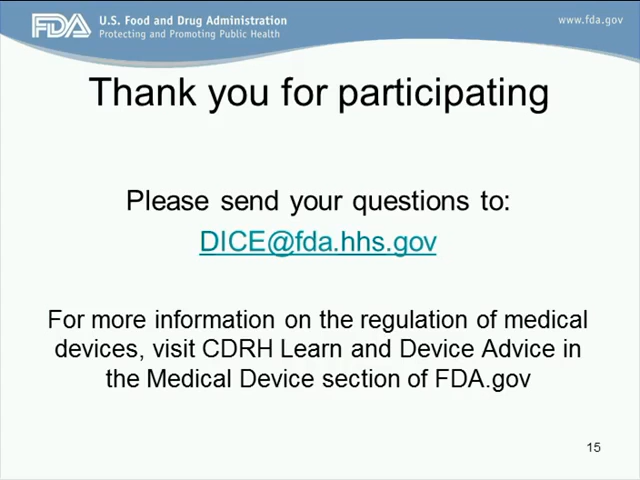 FDA
U.S. Food and Drug Administration
Protecting and Promoting Public Health
www.fda.gov
Thank you for participating
Please send your questions to:
DICE@fda.hhs.gov
For more information on the regulation of medical
devices, visit CDRH Learn and Device Advice in
the Medical Device section of FDA.gov
15